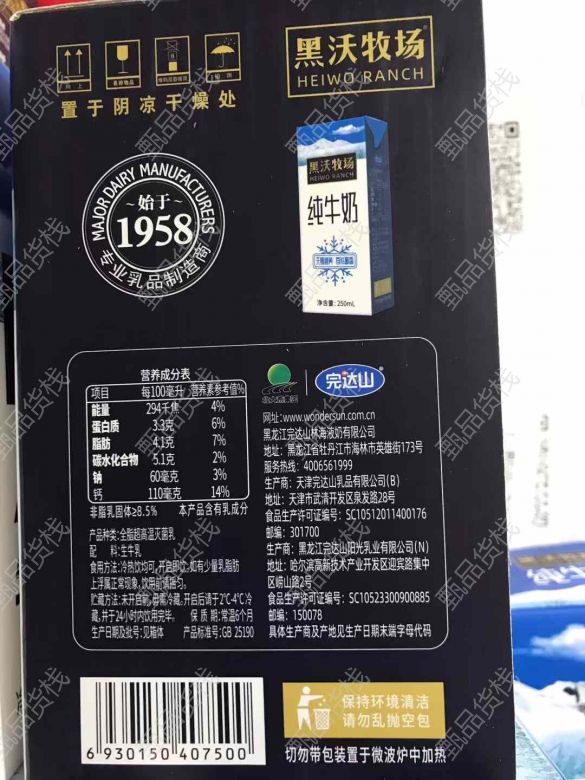 黑沃牧场
HEIWO RANCH
向上
易碎物品
怕雨
置于阴凉干燥处
MAJOR DAIRY MANUFACTURERS
始于
1958
专业乳品制造商
黑沃牧场
HEIWO RANCH
纯牛奶
净含量: 250mL
营养成分表
项目 每100毫升 营养素参考值%
能量 294千焦 4%
蛋白质 3.3克 6%
脂肪 4.1克 7%
碳水化合物 5.1克 2%
钠 60毫克 3%
钙 110毫克 14%
非脂乳固体≥8.5% 本产品含有乳成分
产品种类:全脂超高温灭菌乳
配 料:生牛乳
食用方法:冷热饮均可,开启即饮,如有少量乳脂肪
上浮属正常现象,饮用前请摇匀。
贮藏方法:未开启前,毋需冷藏,开启后请于2℃-4℃冷
藏,并于24小时内饮用完毕。 保质期:常温6个月
生产日期及批号:见箱体 产品标准号:GB 25190
完达山
网址:www.wondersun.com.cn
黑龙江完达山林海液奶有限公司
地址: 黑龙江省牡丹江市海林市英雄街173号
服务热线: 4006561999
生产商: 天津完达山乳品有限公司(B)
地址: 天津市武清开发区泉发路28号
食品生产许可证编号: SC10512011400176
邮编: 301700
生产商: 黑龙江完达山阳光乳业有限公司(N)
地址: 哈尔滨高新技术产业开发区迎宾路集中
区崂山路2号
食品生产许可证编号: SC10523300900885
邮编: 150078
具体生产商及产地见生产日期末端字母代码
6 930150 407500
保持环境清洁
请勿乱抛空包
切勿带包装置于微波炉中加热
甄品货栈